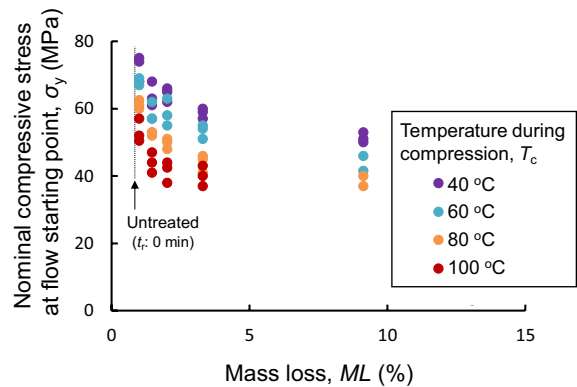 Nominal compressive stress
at flow starting point, σy (MPa)
80
60
40
20
0
0
5
10
15
Mass loss, ML (%)
Untreated
(tr: 0 min)
Temperature during
compression, Tc
40 oC
60 oC
80 oC
100 oC